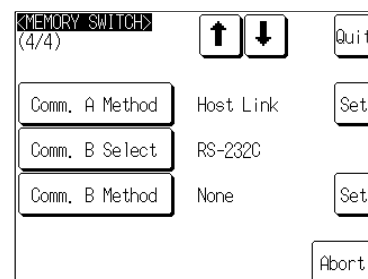 <MEMORY SWITCH>
(4/4)
Quit
Comm. A Method Host Link Set
Comm. B Select RS-232C
Comm. B Method None Set
Abort